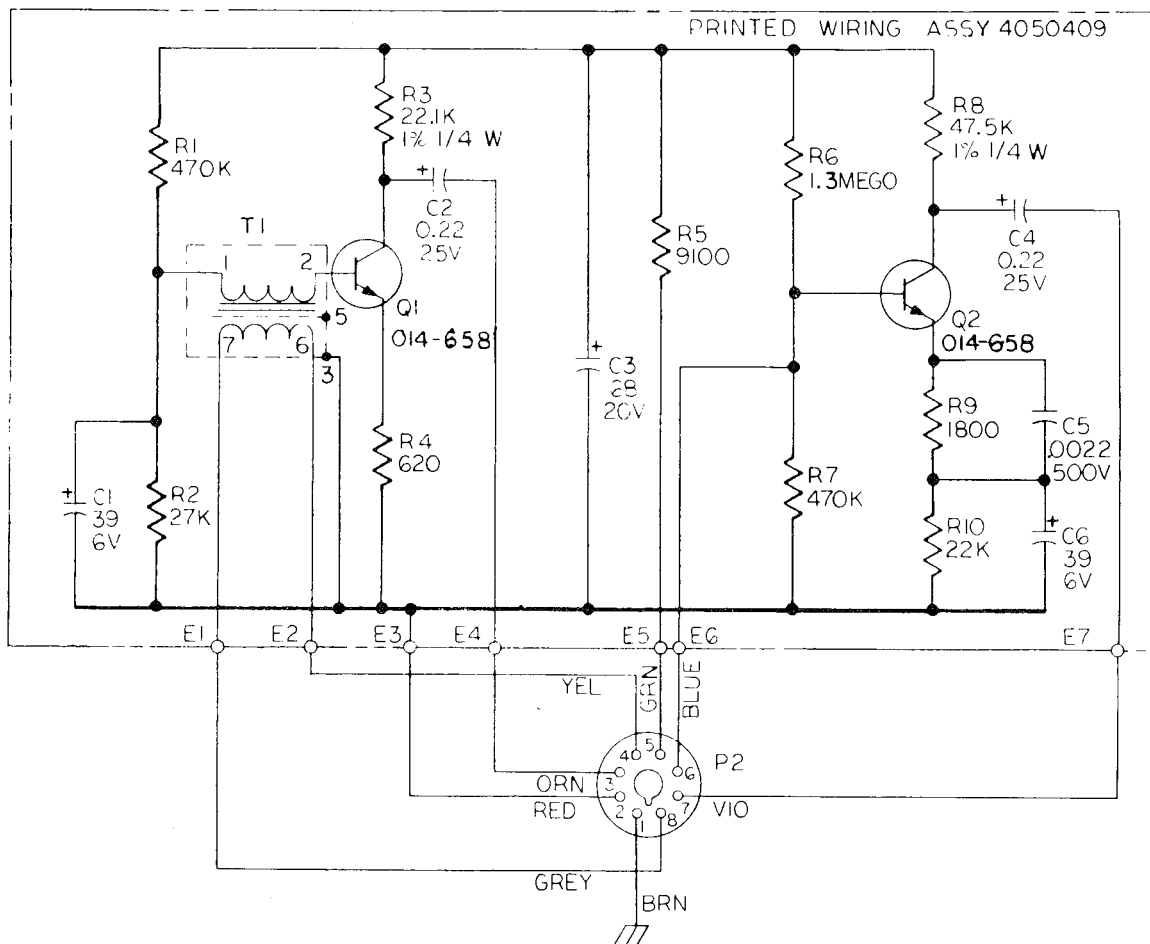 PRINTED WIRING ASSY 4050409
R1
470K
R3
22.1K
1% 1/4 W
C2
0.22
25V
T1
2
5
7
6
3
Q1
014-658
R4
620
C1
39
6V
R2
27K
C3
28
20V
R5
9100
R6
1.3MEGO
R7
470K
R8
47.5K
1% 1/4 W
C4
0.22
25V
Q2
014-658
R9
1800
C5
.0022
500V
R10
22K
C6
39
6V
E1
E2
E3
E4
E5
E6
E7
YEL
GRN
BLUE
P2
4
5
3
6
2
7
1
8
ORN
RED
VIO
GREY
BRN